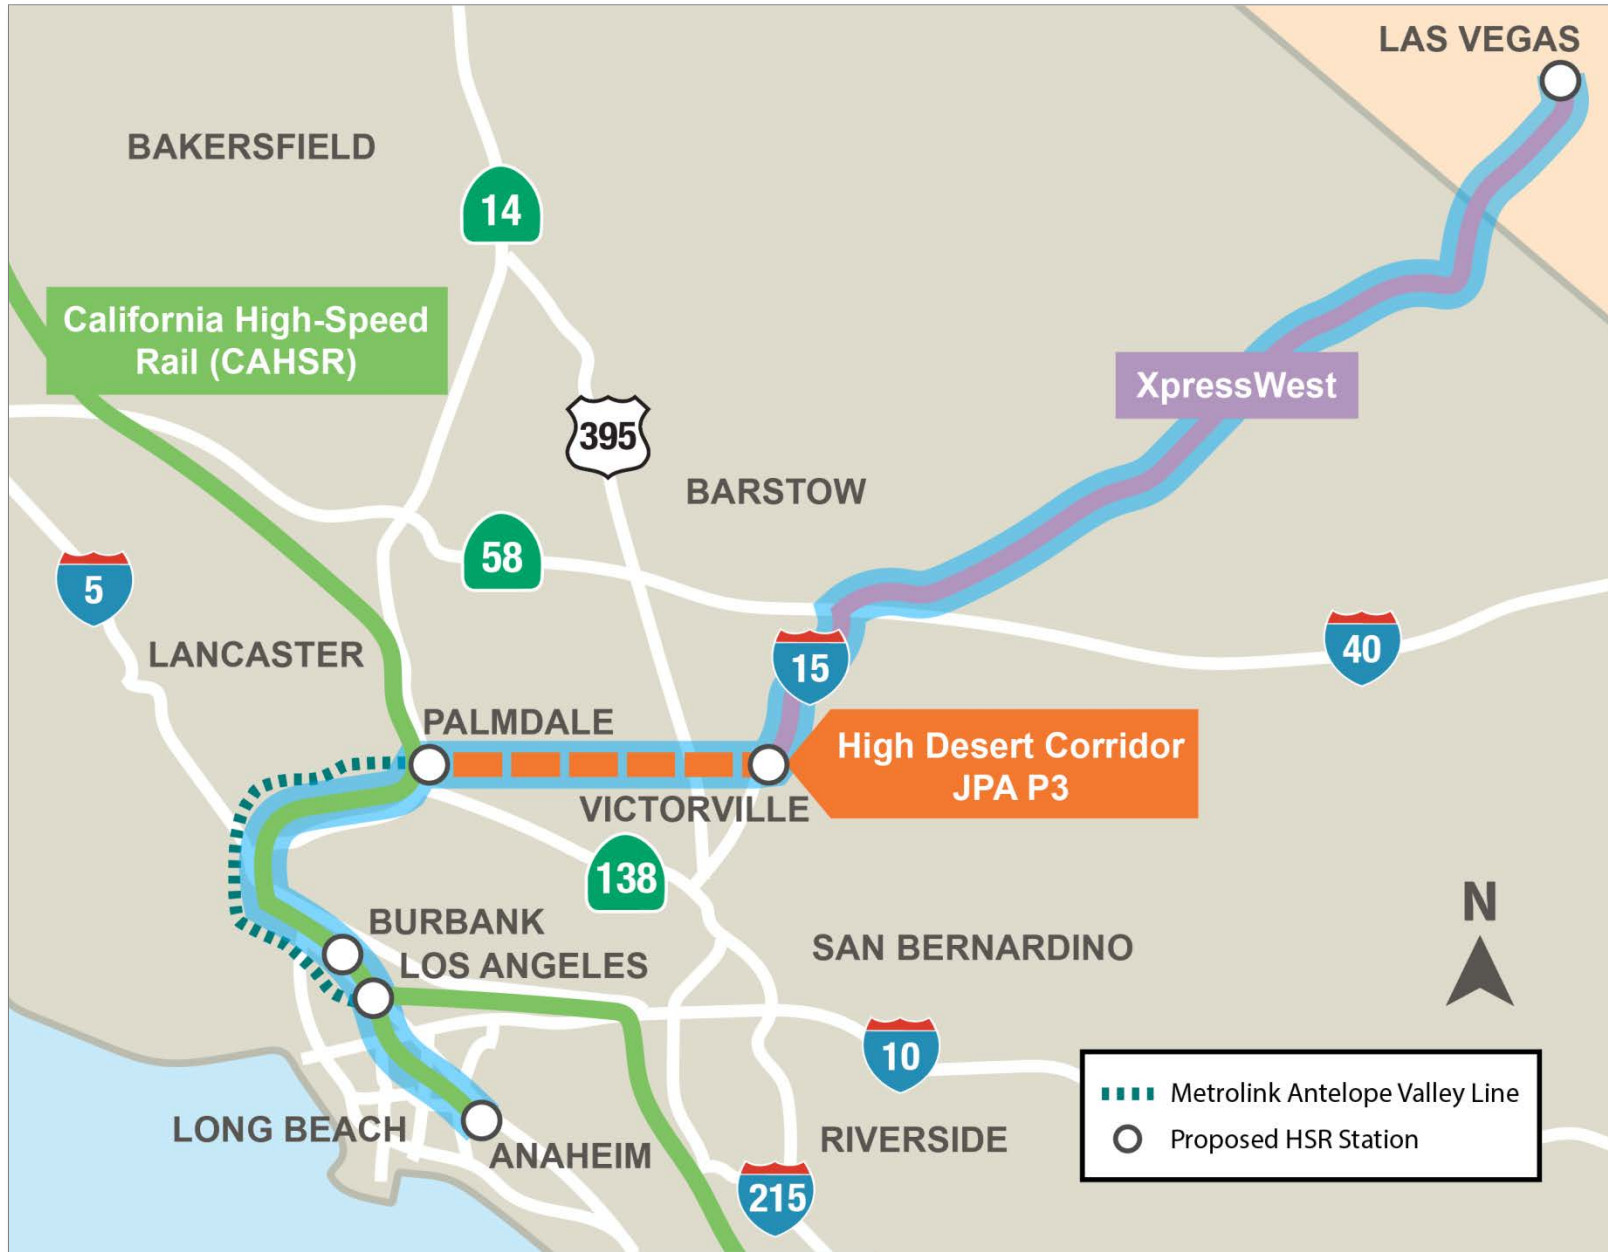 LAS VEGAS
BAKERSFIELD
14
California High-Speed
Rail (CAHSR)
XpressWest
395
BARSTOW
58
5
LANCASTER
15
40
PALMDALE
High Desert Corridor
JPA P3
VICTORVILLE
138
N
BURBANK
LOS ANGELES
SAN BERNARDINO
10
LONG BEACH
ANAHEIM
RIVERSIDE
215
Metrolink Antelope Valley Line
Proposed HSR Station